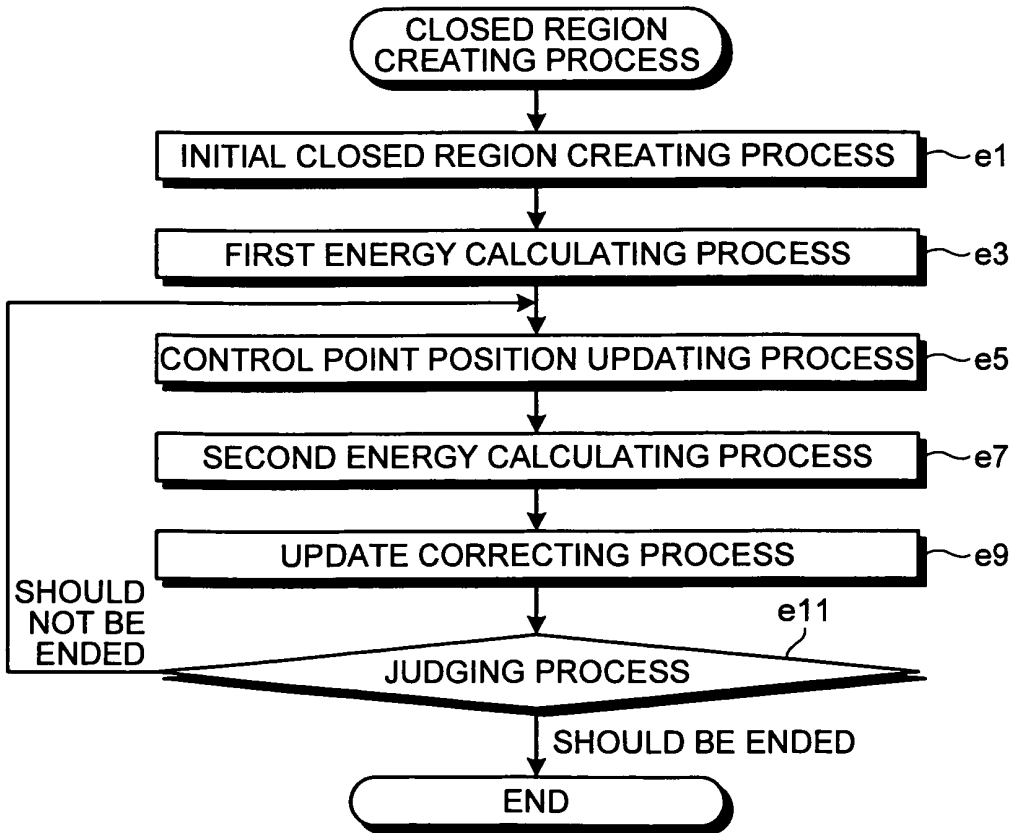 CLOSED REGION
CREATING PROCESS
INITIAL CLOSED REGION CREATING PROCESS
e1
FIRST ENERGY CALCULATING PROCESS
e3
CONTROL POINT POSITION UPDATING PROCESS
e5
SECOND ENERGY CALCULATING PROCESS
e7
UPDATE CORRECTING PROCESS
e9
SHOULD
NOT BE
ENDED
e11
JUDGING PROCESS
SHOULD BE ENDED
END